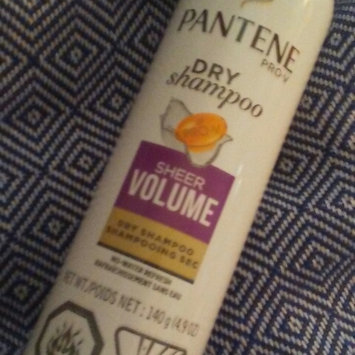 PANTENE
PRO-V
DRY
shampoo
SHEER
VOLUME
DRY SHAMPOO
SHAMPOOING SEC
NO-WATER REFRESH
RAFRAÎCHISSEMENT SANS EAU
NET WT./POIDS NET : 140 g (4.9 OZ)